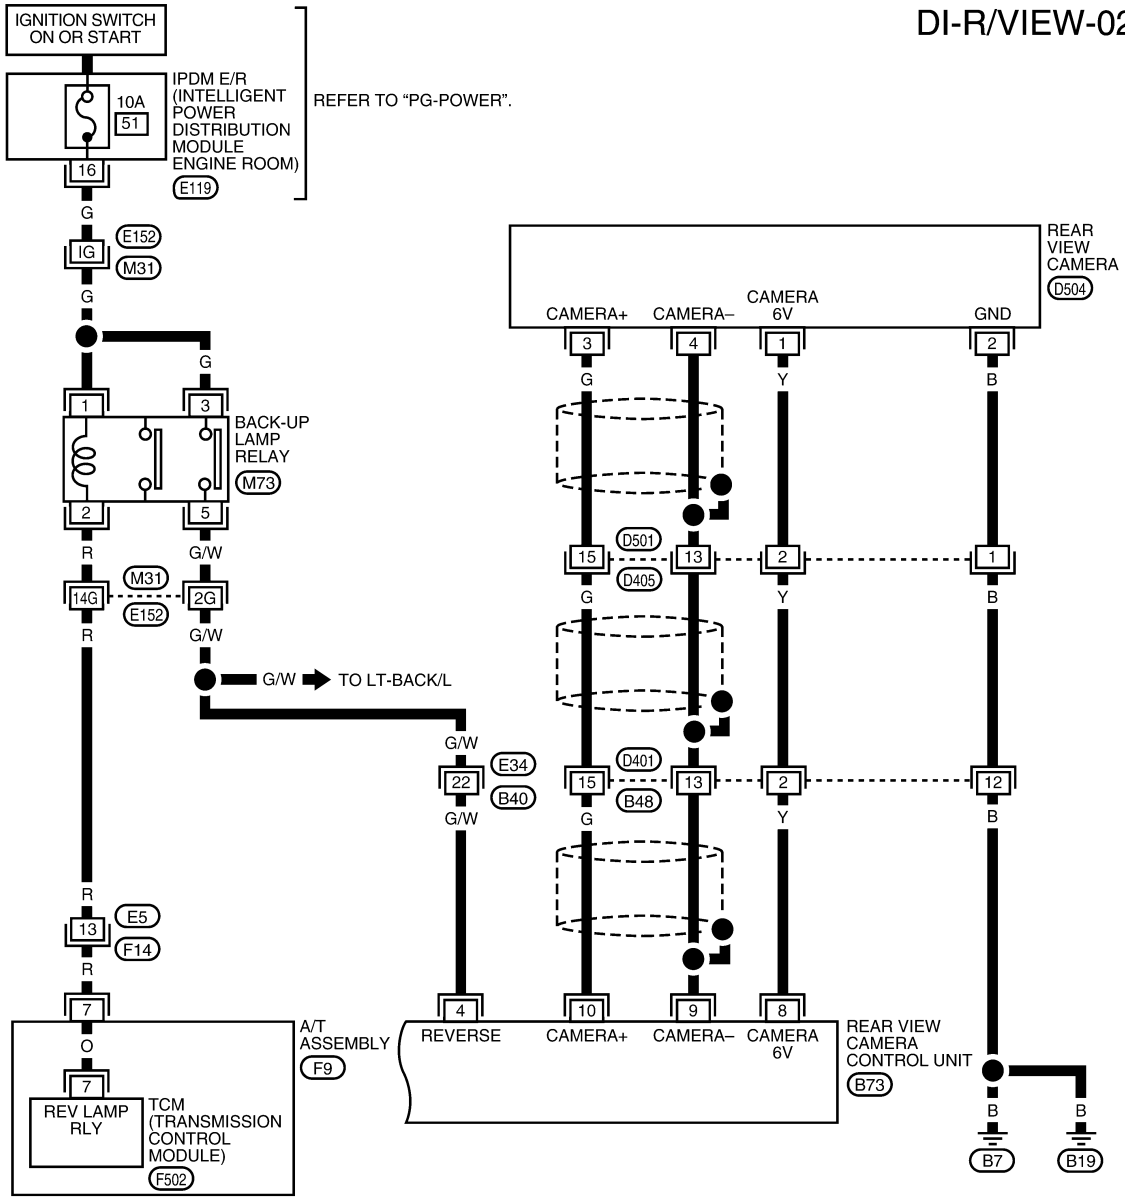 DI-R/VIEW-02
IGNITION SWITCH
ON OR START
IPDM E/R
(INTELLIGENT
POWER
DISTRIBUTION
MODULE
ENGINE ROOM)
E119
10A
51
REFER TO “PG-POWER”.
16
G
IG
E152
M31
G
G
1
3
BACK-UP
LAMP
RELAY
M73
2
5
R
G/W
14G
M31
E152
2G
R
G/W
G/W
TO LT-BACK/L
G/W
22
E34
B40
G/W
R
13
E5
F14
R
7
O
7
REV LAMP
RLY
A/T
ASSEMBLY
F9
TCM
(TRANSMISSION
CONTROL
MODULE)
F502
REAR
VIEW
CAMERA
D504
CAMERA+
CAMERA–
CAMERA
6V
GND
3
4
1
2
G
Y
B
15
D501
D405
13
2
1
G
Y
B
15
D401
B48
13
2
12
G
Y
B
4
10
9
8
REVERSE
CAMERA+
CAMERA–
CAMERA
6V
REAR VIEW
CAMERA
CONTROL UNIT
B73
B
B
B7
B19